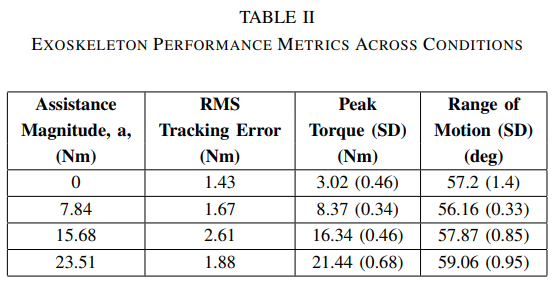 TABLE II
EXOSKELETON PERFORMANCE METRICS ACROSS CONDITIONS
Assistance Magnitude, a, (Nm) RMS Tracking Error (Nm) Peak Torque (SD) (Nm) Range of Motion (SD) (deg)
0 1.43 3.02 (0.46) 57.2 (1.4)
7.84 1.67 8.37 (0.34) 56.16 (0.33)
15.68 2.61 16.34 (0.46) 57.87 (0.85)
23.51 1.88 21.44 (0.68) 59.06 (0.95)